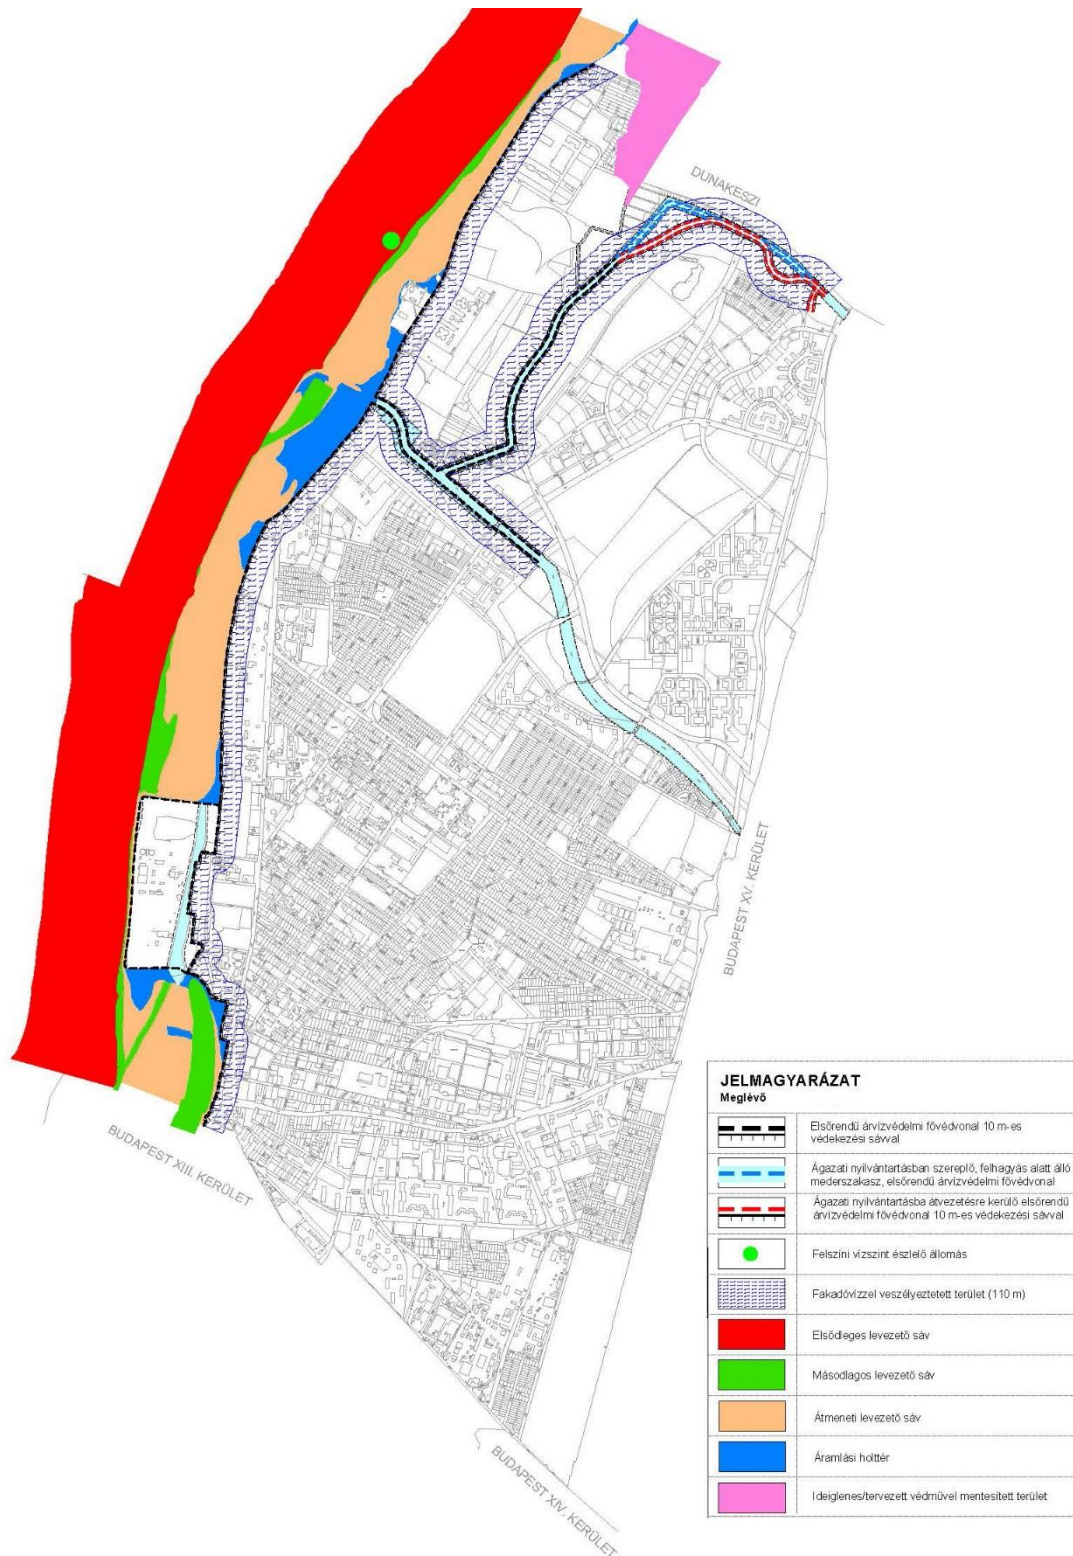 DUNAKESZI
BUDAPEST XV. KERÜLET
BUDAPEST XIII. KERÜLET
BUDAPEST XIV. KERÜLET
JELMAGYARÁZAT
Meglévő
Elsőrendű árvízvédelmi fővédvonal 10 m-es
védekezési sávval
Ágazati nyilvántartásban szereplő, felhagyás alatt álló
mederszakasz, elsőrendű árvízvédelmi fővédvonal
Ágazati nyilvántartásba átvezetésre kerülő elsőrendű
árvízvédelmi fővédvonal 10 m-es védekezési sávval
Felszíni vízszint észlelő állomás
Fakadóvízzel veszélyeztetett terület (110 m)
Elsődleges levezető sáv
Másodlagos levezető sáv
Átmeneti levezető sáv
Áramlási holttér
Ideiglenes/tervezett védművel mentesített terület